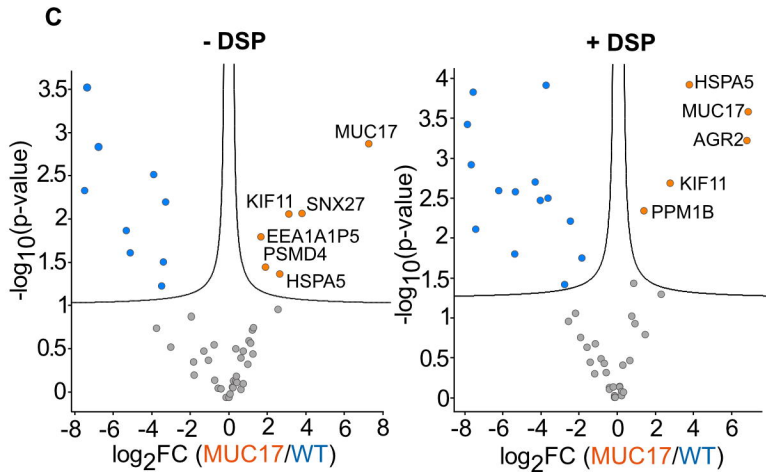 C
- DSP
3.5
3
2.5
2
1.5
1
0.5
0
-log10(p-value)
MUC17
KIF11 SNX27
EEA1A1P5
PSMD4
HSPA5
-8 -6 -4 -2 0 2 4 6 8
log2FC (MUC17/WT)
+ DSP
4
3.5
3
2.5
2
1.5
1
0.5
0
-log10(p-value)
HSPA5
MUC17
AGR2
KIF11
PPM1B
-8 -6 -4 -2 0 2 4 6
log2FC (MUC17/WT)